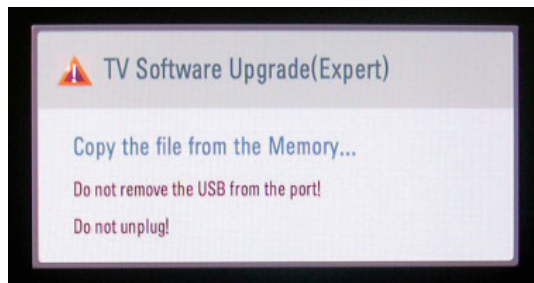 TV Software Upgrade(Expert)
Copy the file from the Memory...
Do not remove the USB from the port!
Do not unplug!